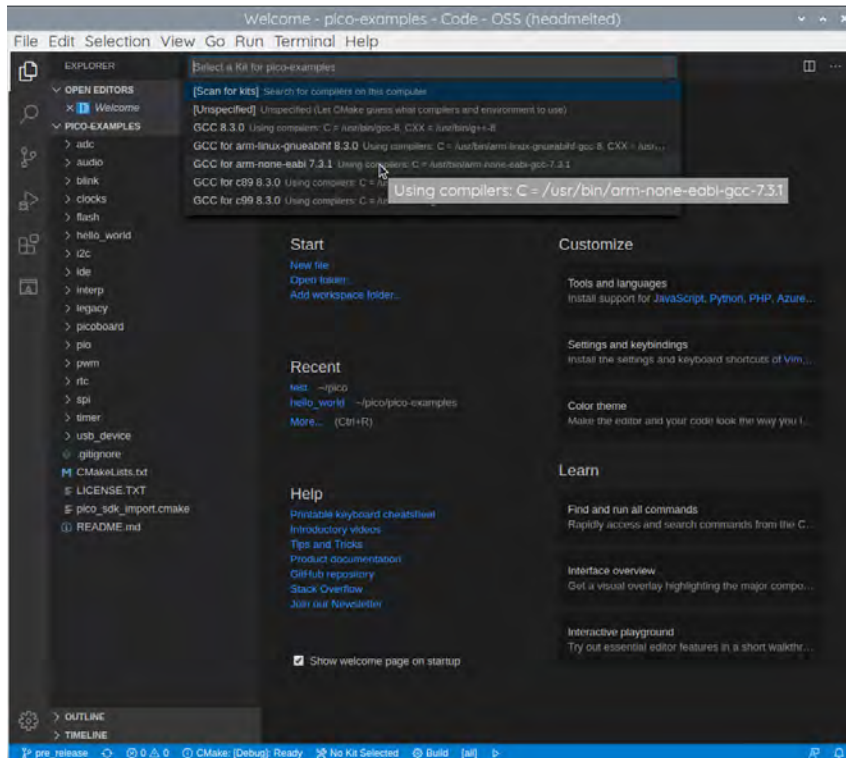 Welcome - pico-examples - Code - OSS (headmelted)
File Edit Selection View Go Run Terminal Help
EXPLORER
OPEN EDITORS
Welcome
PICO-EXAMPLES
adc
audio
blink
clocks
flash
hello_world
i2c
ide
interp
legacy
picoboard
pio
pwm
rtc
spi
timer
usb_device
.gitignore
CMakeLists.txt
LICENSE.TXT
pico_sdk_import.cmake
README.md
OUTLINE
TIMELINE
Select a Kit for pico-examples
[Scan for kits] Search for compilers on this computer
[Unspecified] Unspecified (Let CMake guess what compilers and environment to use)
GCC 8.3.0 Using compilers: C = /usr/bin/gcc-8, CXX = /usr/bin/g++-8
GCC for arm-linux-gnueabihf 8.3.0 Using compilers: C = /usr/bin/arm-linux-gnueabihf-gcc-8, CXX = /usr/...
GCC for arm-none-eabi 7.3.1 Using compilers: C = /usr/bin/arm-none-eabi-gcc-7.3.1
GCC for c89 8.3.0 Using compilers: C =
GCC for c99 8.3.0 Using compilers: C =
Using compilers: C = /usr/bin/arm-none-eabi-gcc-7.3.1
Start
New file
Open folder...
Add workspace folder...
Recent
test ~/pico
hello_world ~/pico/pico-examples
More... (Ctrl+R)
Help
Printable keyboard cheatsheet
Introductory videos
Tips and Tricks
Product documentation
GitHub repository
Stack Overflow
Join our Newsletter
Show welcome page on startup
Customize
Tools and languages
Install support for JavaScript, Python, PHP, Azure...
Settings and keybindings
Install the settings and keyboard shortcuts of Vim,...
Color theme
Make the editor and your code look the way you l...
Learn
Find and run all commands
Rapidly access and search commands from the C...
Interface overview
Get a visual overlay highlighting the major compo...
Interactive playground
Try out essential editor features in a short walkthr...
pre_release 0 0 CMake: [Debug]: Ready No Kit Selected Build [all]